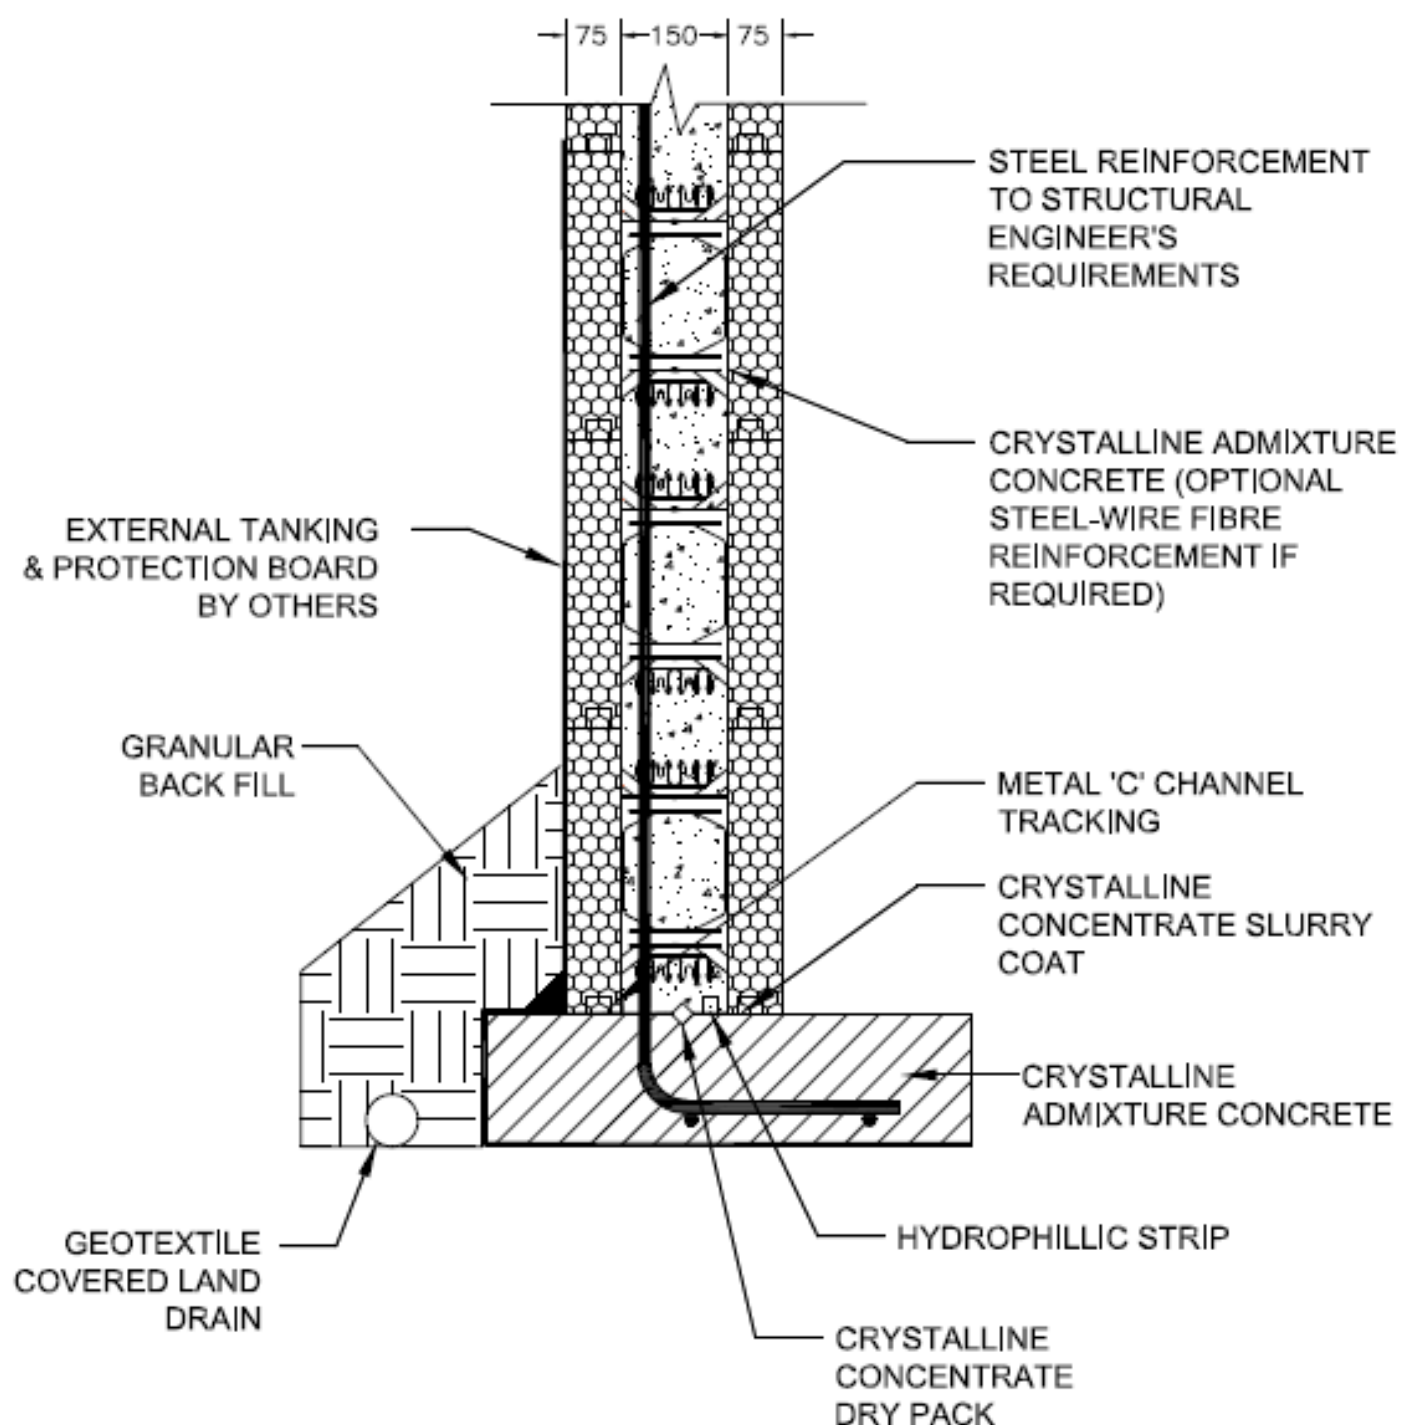 75 150 75
STEEL REINFORCEMENT
TO STRUCTURAL
ENGINEER'S
REQUIREMENTS
CRYSTALLINE ADMIXTURE
CONCRETE (OPTIONAL
STEEL-WIRE FIBRE
REINFORCEMENT IF
REQUIRED)
EXTERNAL TANKING
& PROTECTION BOARD
BY OTHERS
GRANULAR
BACK FILL
METAL 'C' CHANNEL
TRACKING
CRYSTALLINE
CONCENTRATE SLURRY
COAT
CRYSTALLINE
ADMIXTURE CONCRETE
HYDROPHILLIC STRIP
GEOTEXTILE
COVERED LAND
DRAIN
CRYSTALLINE
CONCENTRATE
DRY PACK